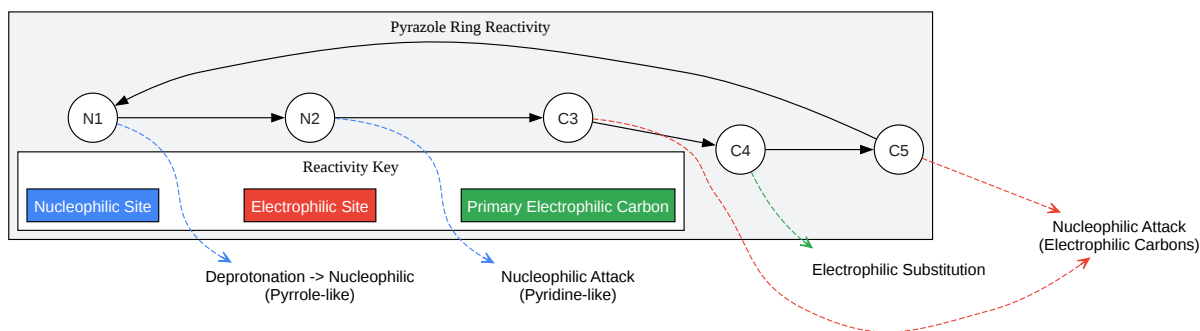 Pyrazole Ring Reactivity
N1
N2
C3
C4
C5
Reactivity Key
Nucleophilic Site
Electrophilic Site
Primary Electrophilic Carbon
Deprotonation -> Nucleophilic
(Pyrrole-like)
Nucleophilic Attack
(Pyridine-like)
Electrophilic Substitution
Nucleophilic Attack
(Electrophilic Carbons)